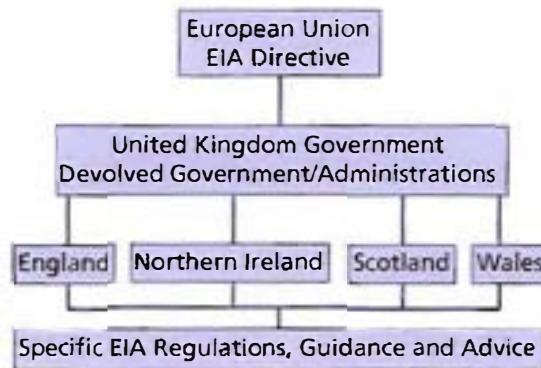 European Union
EIA Directive
United Kingdom Government
Devolved Government/Administrations
England
Northern Ireland
Scotland
Wales
Specific EIA Regulations, Guidance and Advice